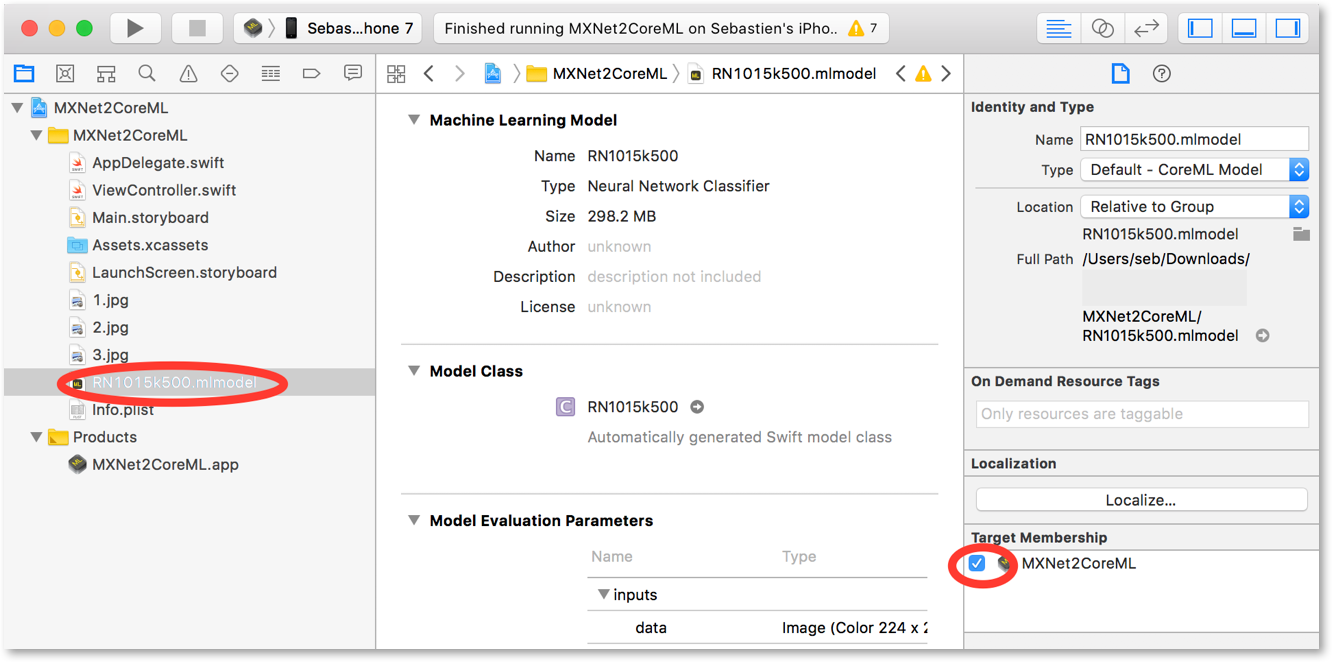 Sebas...hone 7
Finished running MXNet2CoreML on Sebastien's iPho.. 7
MXNet2CoreML RN1015k500.mlmodel
MXNet2CoreML
MXNet2CoreML
AppDelegate.swift
ViewController.swift
Main.storyboard
Assets.xcassets
LaunchScreen.storyboard
1.jpg
2.jpg
3.jpg
RN1015k500.mlmodel
Info.plist
Products
MXNet2CoreML.app
Machine Learning Model
Name RN1015k500
Type Neural Network Classifier
Size 298.2 MB
Author unknown
Description description not included
License unknown
Model Class
C RN1015k500
Automatically generated Swift model class
Model Evaluation Parameters
Name Type
inputs
data Image (Color 224 x
Identity and Type
Name RN1015k500.mlmodel
Type Default - CoreML Model
Location Relative to Group
RN1015k500.mlmodel
Full Path /Users/seb/Downloads/
MXNet2CoreML/
RN1015k500.mlmodel
On Demand Resource Tags
Only resources are taggable
Localization
Localize...
Target Membership
MXNet2CoreML